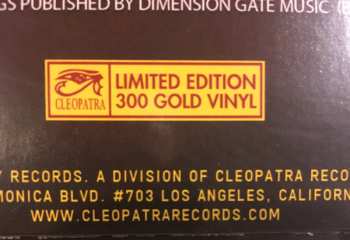 GS PUBLISHED BY DIMENSION GATE MUSIC
CLEOPATRA
LIMITED EDITION
300 GOLD VINYL
RECORDS. A DIVISION OF CLEOPATRA RECO
MONICA BLVD. #703 LOS ANGELES, CALIFOR
WWW.CLEOPATRARECORDS.COM